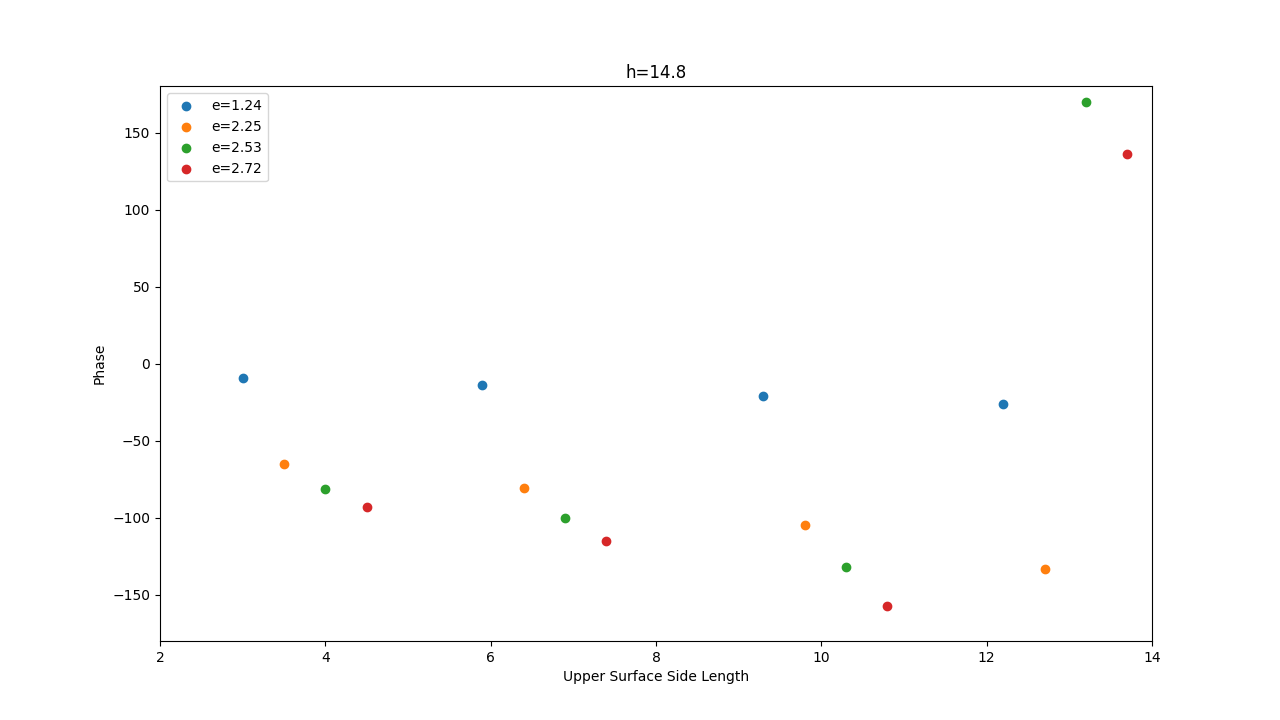 h=14.8
e=1.24
e=2.25
e=2.53
e=2.72
150
100
50
0
−50
−100
−150
Phase
2 4 6 8 10 12 14
Upper Surface Side Length